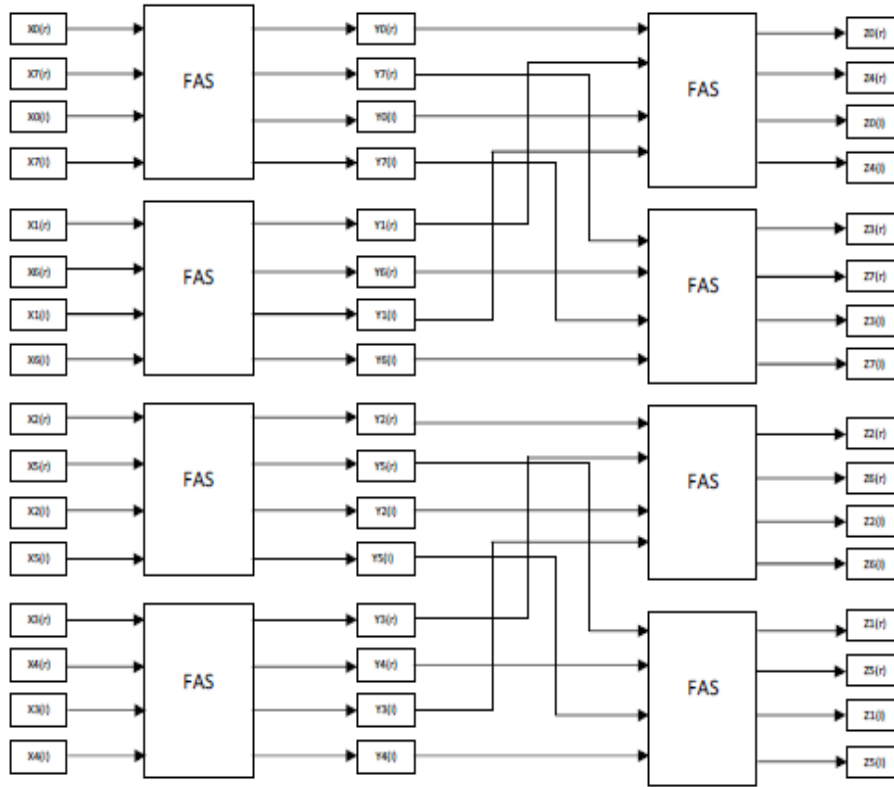 X0(r) Y0(r) Z0(r)
X7(r) FAS Y7(r) FAS Z4(r)
X0(i) Y0(i) Z0(i)
X7(i) Y7(i) Z4(i)
X1(r) Y1(r) Z3(r)
X6(r) FAS Y6(r) FAS Z7(r)
X1(i) Y1(i) Z3(i)
X6(i) Y6(i) Z7(i)
X2(r) Y2(r) Z2(r)
X5(r) FAS Y5(r) FAS Z6(r)
X2(i) Y2(i) Z2(i)
X5(i) Y5(i) Z6(i)
X3(r) Y3(r) Z1(r)
X4(r) FAS Y4(r) FAS Z5(r)
X3(i) Y3(i) Z1(i)
X4(i) Y4(i) Z5(i)